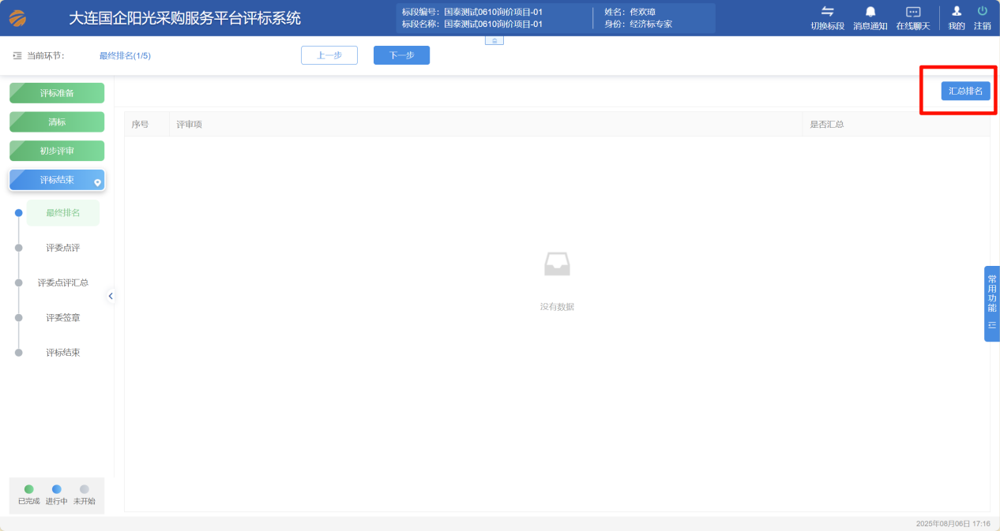 大连国企阳光采购服务平台评标系统
标段编号：国泰测试0610询价项目-01
标段名称：国泰测试0610询价项目-01
姓名：佟欢璋
身份：经济标专家
切换标段
消息通知
在线聊天
我的
注销
当前环节：
最终排名(1/5)
上一步
下一步
评标准备
清标
初步评审
评标结束
最终排名
评委点评
评委点评汇总
评委签章
评标结束
汇总排名
序号
评审项
是否汇总
没有数据
常用功能
已完成
进行中
未开始
2025年08月06日 17:16